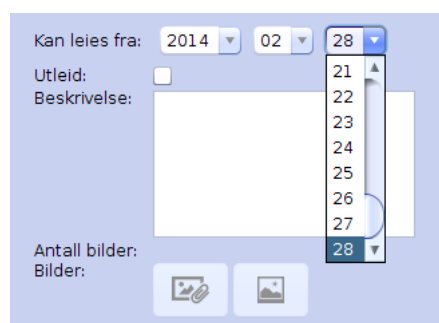 Kan leies fra: 2014 02 28
Utleid:
Beskrivelse:
21
22
23
24
25
26
27
28
Antall bilder:
Bilder: